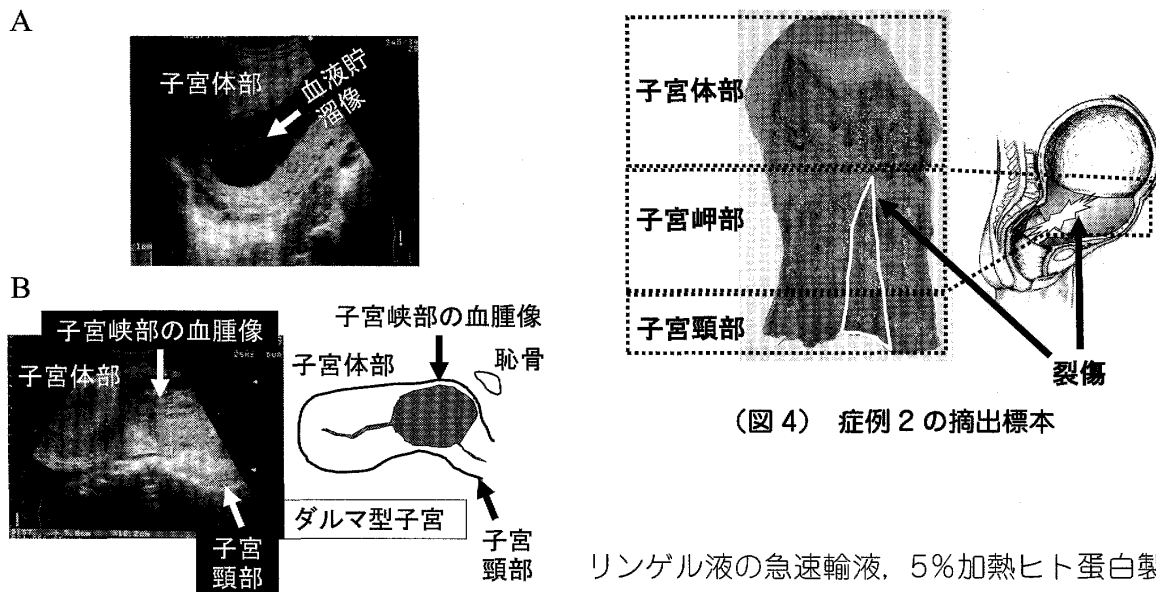 A
子宮体部
血液貯
溜像
B
子宮峡部の血腫像
子宮体部
子宮
頸部
子宮峡部の血腫像
子宮体部
恥骨
ダルマ型子宮
子宮
頸部
子宮体部
子宮岬部
子宮頸部
裂傷
（図4） 症例2の摘出標本
リンゲル液の急速輸液，5％加熱ヒト蛋白製